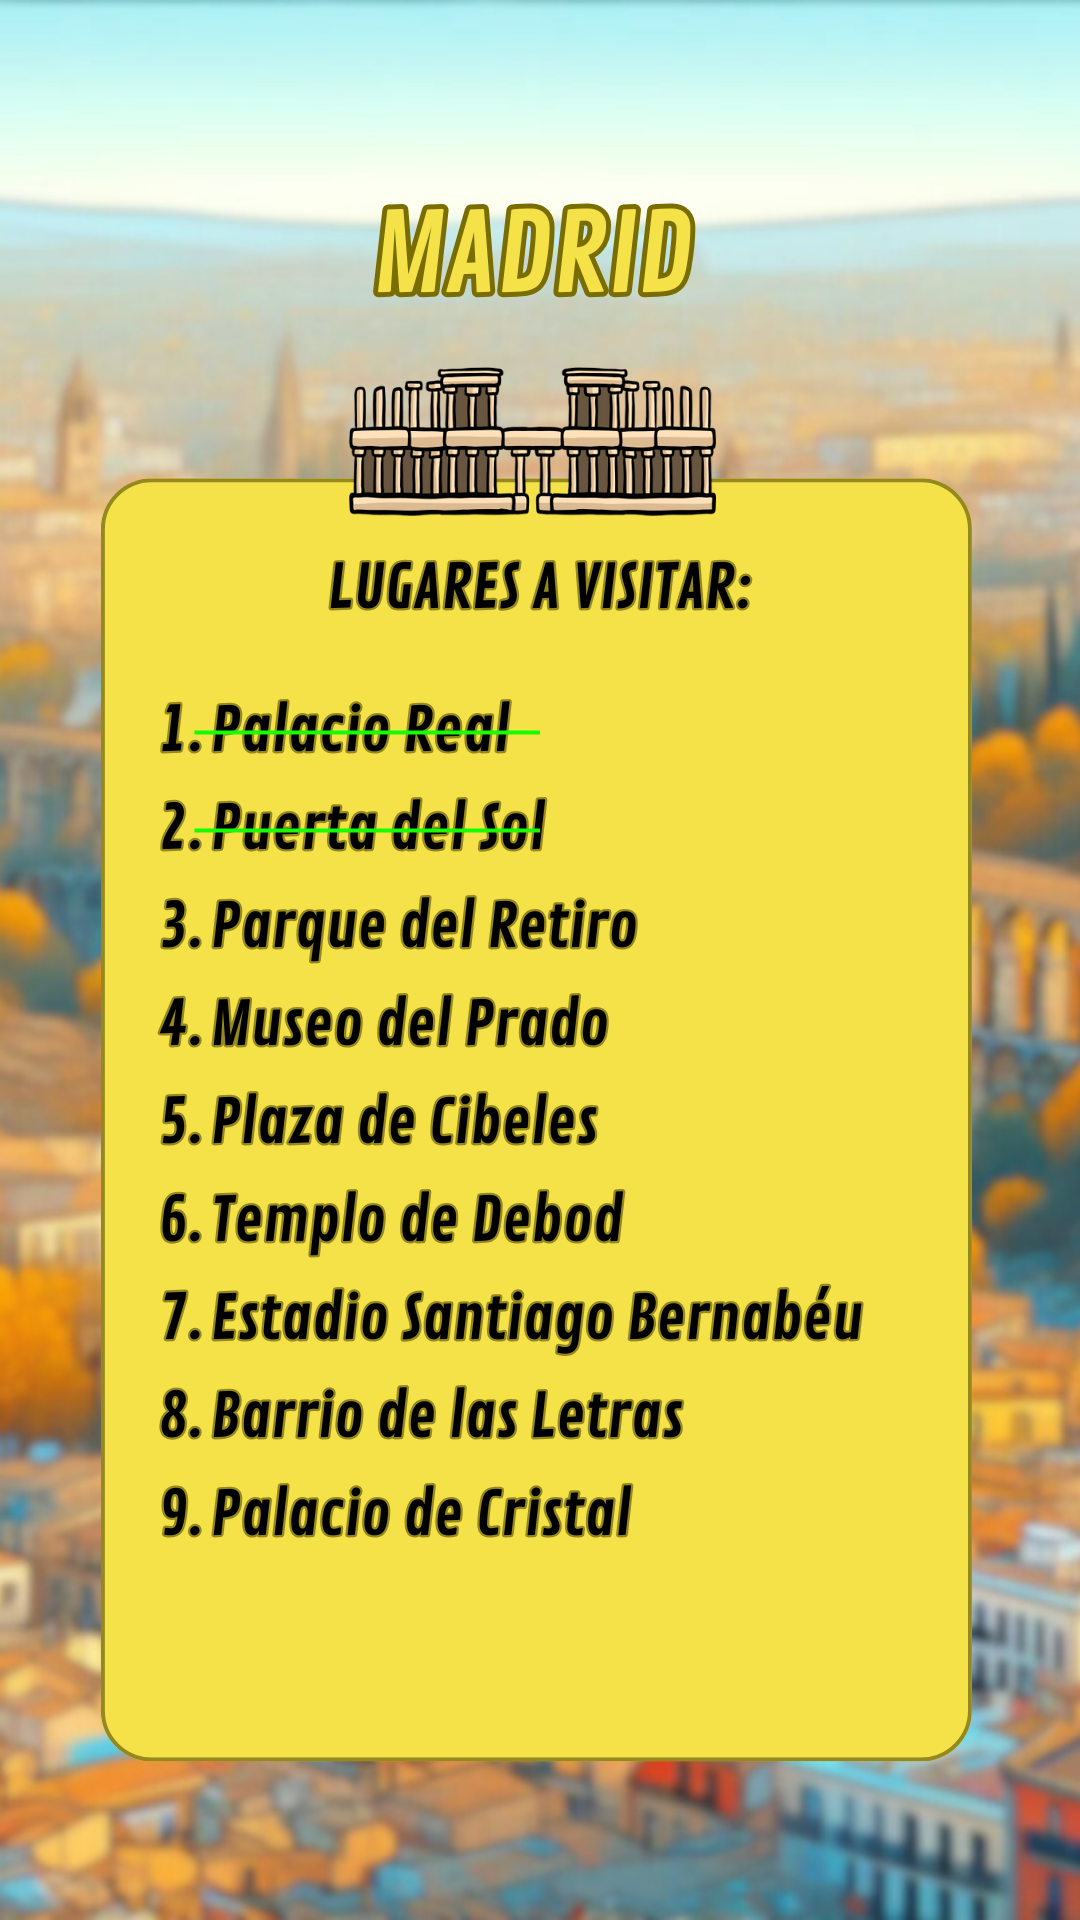 MADRID
LUGARES A VISITAR:
1. Palacio Real
2. Puerta del Sol
3. Parque del Retiro
4. Museo del Prado
5. Plaza de Cibeles
6. Templo de Debod
7. Estadio Santiago Bernabéu
8. Barrio de las Letras
9. Palacio de Cristal